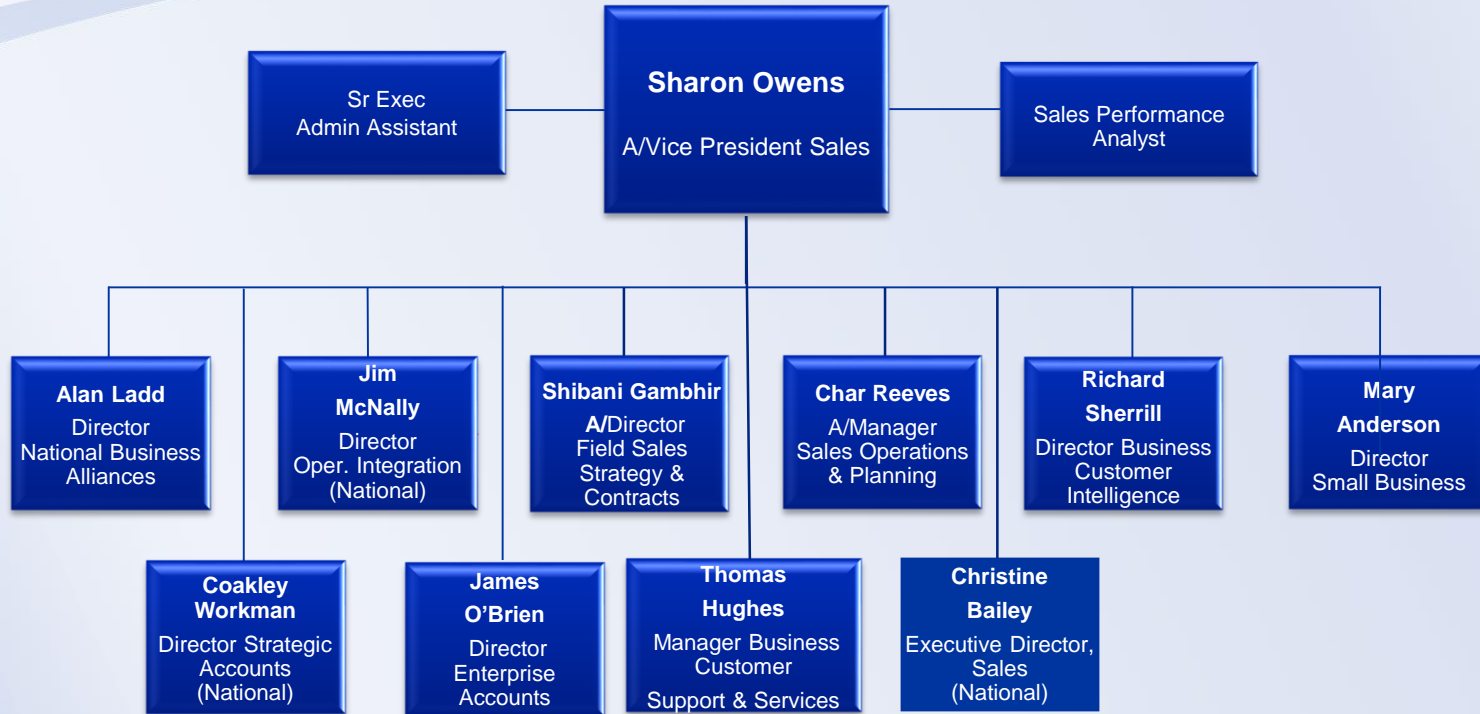 Sr Exec
Admin Assistant
Sharon Owens
A/Vice President Sales
Sales Performance
Analyst
Alan Ladd
Director
National Business
Alliances
Jim
McNally
Director
Oper. Integration
(National)
Shibani Gambhir
A/Director
Field Sales
Strategy &
Contracts
Char Reeves
A/Manager
Sales Operations
& Planning
Richard
Sherrill
Director Business
Customer
Intelligence
Mary
Anderson
Director
Small Business
Coakley
Workman
Director Strategic
Accounts
(National)
James
O’Brien
Director
Enterprise
Accounts
Thomas
Hughes
Manager Business
Customer
Support & Services
Christine
Bailey
Executive Director,
Sales
(National)